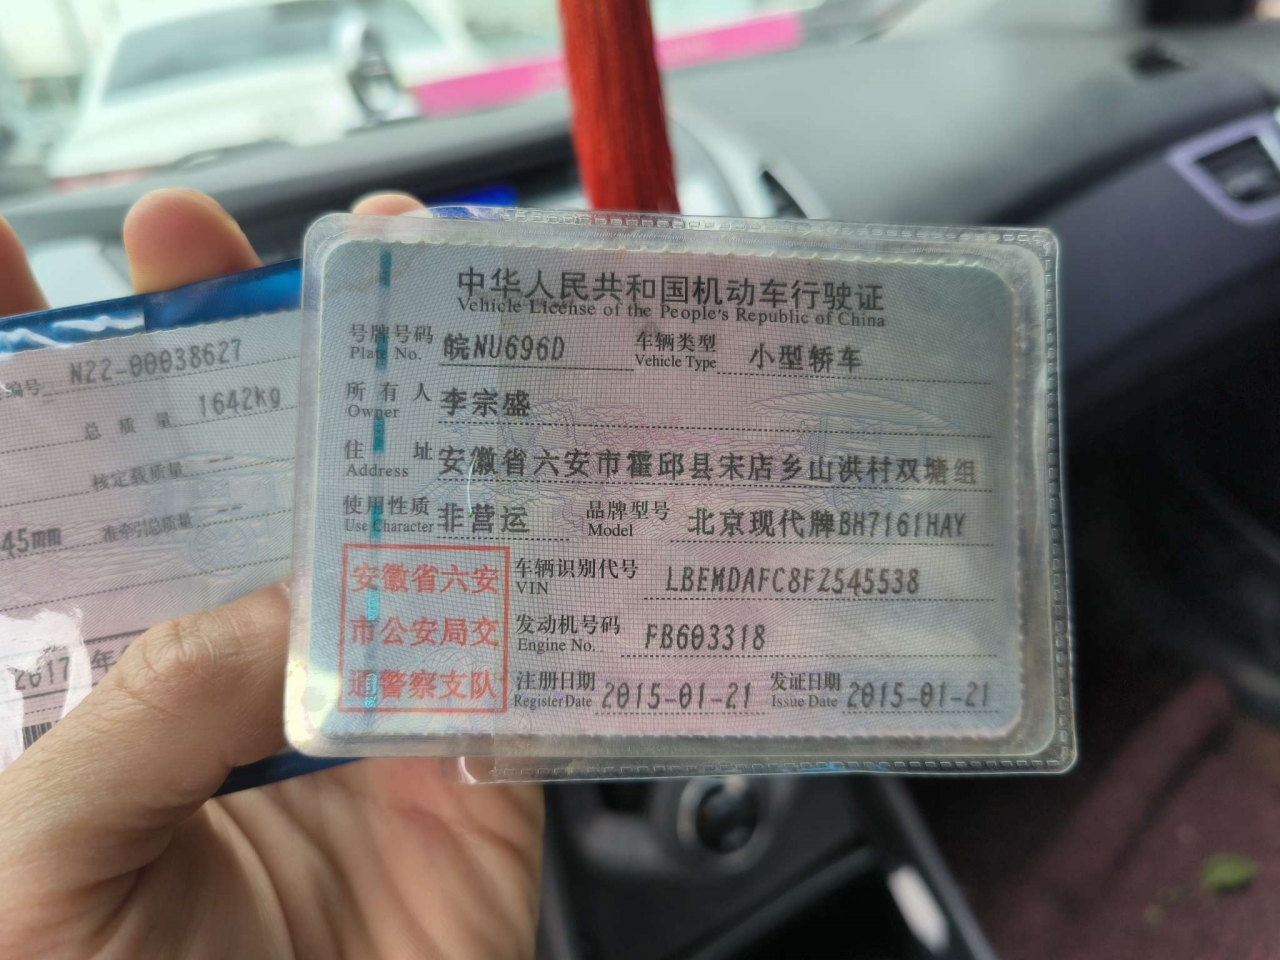 编号 N22-00038627
总质量 1642kg
核定载质量 --
45mm 准牵引总质量 --
2017年
中华人民共和国机动车行驶证
Vehicle License of the People's Republic of China
号牌号码 皖NU696D 车辆类型 小型轿车
Plate No. Vehicle Type
所有人 李宗盛
Owner
住址 安徽省六安市霍邱县宋店乡山洪村双塘组
Address
使用性质 非营运 品牌型号 北京现代牌BH7161HAY
Use Character Model
安徽省六安
市公安局交
通警察支队
车辆识别代号 LBEMDAFC8FZ545538
VIN
发动机号码 FB603318
Engine No.
注册日期 2015-01-21 发证日期 2015-01-21
Register Date Issue Date